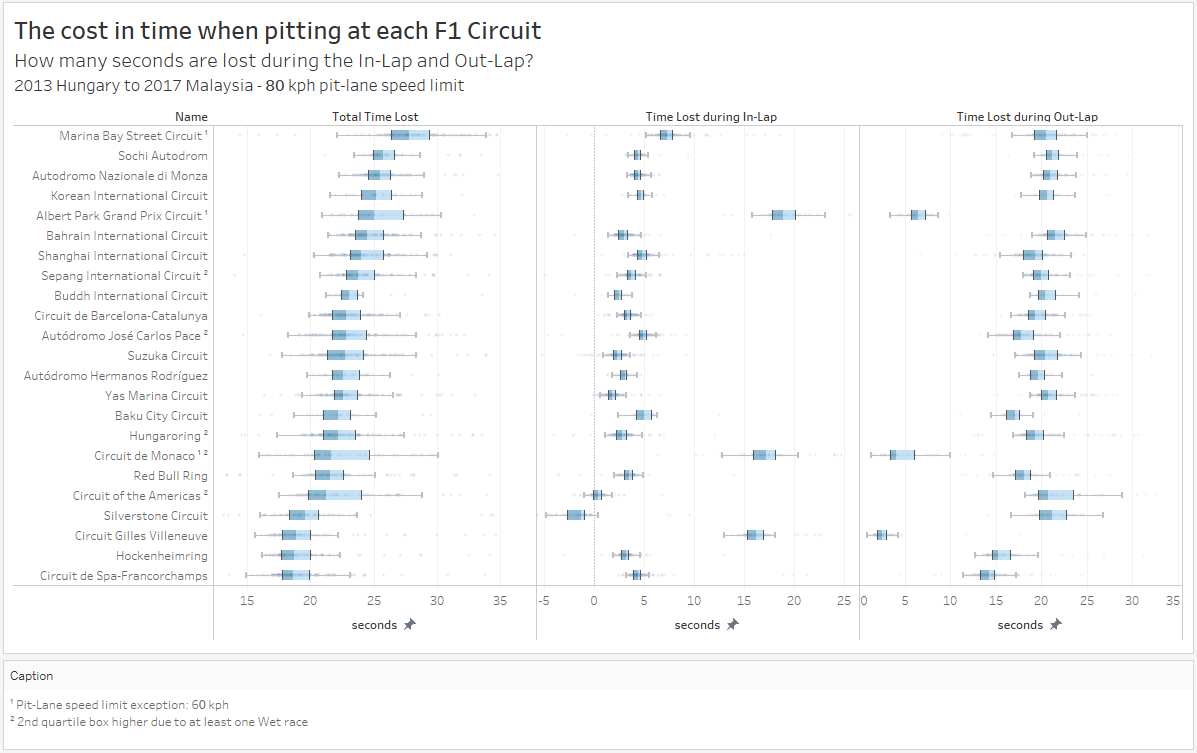 The cost in time when pitting at each F1 Circuit
How many seconds are lost during the In-Lap and Out-Lap?
2013 Hungary to 2017 Malaysia - 80 kph pit-lane speed limit
Name Total Time Lost Time Lost during In-Lap Time Lost during Out-Lap
Marina Bay Street Circuit ¹
Sochi Autodrom
Autodromo Nazionale di Monza
Korean International Circuit
Albert Park Grand Prix Circuit ¹
Bahrain International Circuit
Shanghai International Circuit
Sepang International Circuit ²
Buddh International Circuit
Circuit de Barcelona-Catalunya
Autódromo José Carlos Pace ²
Suzuka Circuit
Autódromo Hermanos Rodríguez
Yas Marina Circuit
Baku City Circuit
Hungaroring ²
Circuit de Monaco ¹ ²
Red Bull Ring
Circuit of the Americas ²
Silverstone Circuit
Circuit Gilles Villeneuve
Hockenheimring
Circuit de Spa-Francorchamps
15 20 25 30 35 -5 0 5 10 15 20 25 0 5 10 15 20 25 30 35
seconds seconds seconds
Caption
¹ Pit-Lane speed limit exception: 60 kph
² 2nd quartile box higher due to at least one Wet race